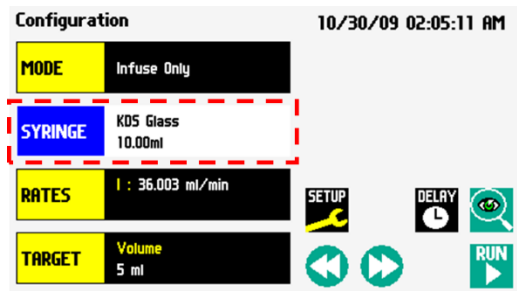 Configuration 10/30/09 02:05:11 AM
MODE Infuse Only
SYRINGE KDS Glass
10.00ml
RATES I : 36.003 ml/min
SETUP DELAY
TARGET Volume
5 ml
RUN